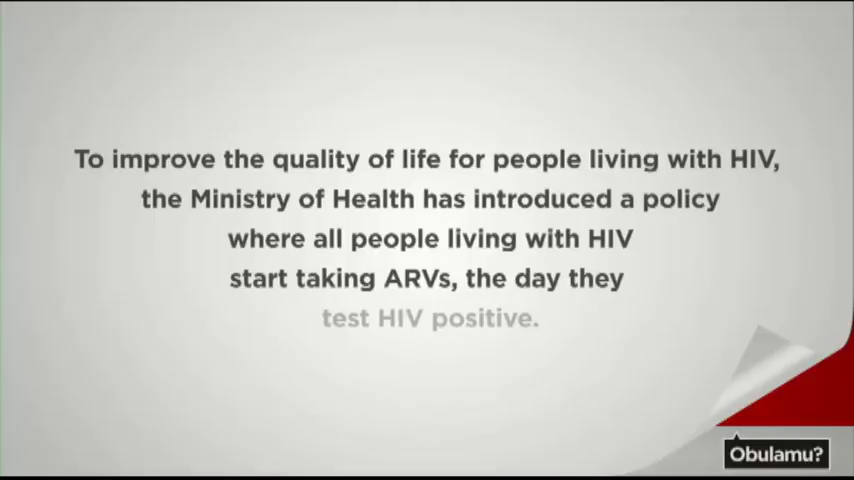 To improve the quality of life for people living with HIV,
the Ministry of Health has introduced a policy
where all people living with HIV
start taking ARVs, the day they
test HIV positive.
Obulamu?